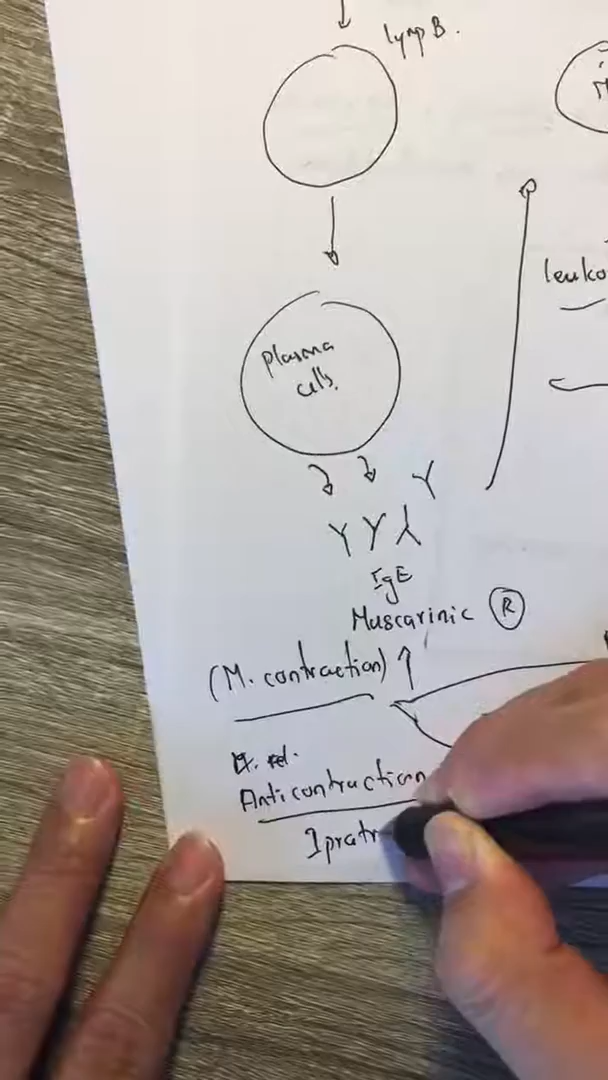 lymp B.
leuko
plasma
cells.
IgE
Muscarinic R
(M. contraction)
Anticontraction
Ipratr